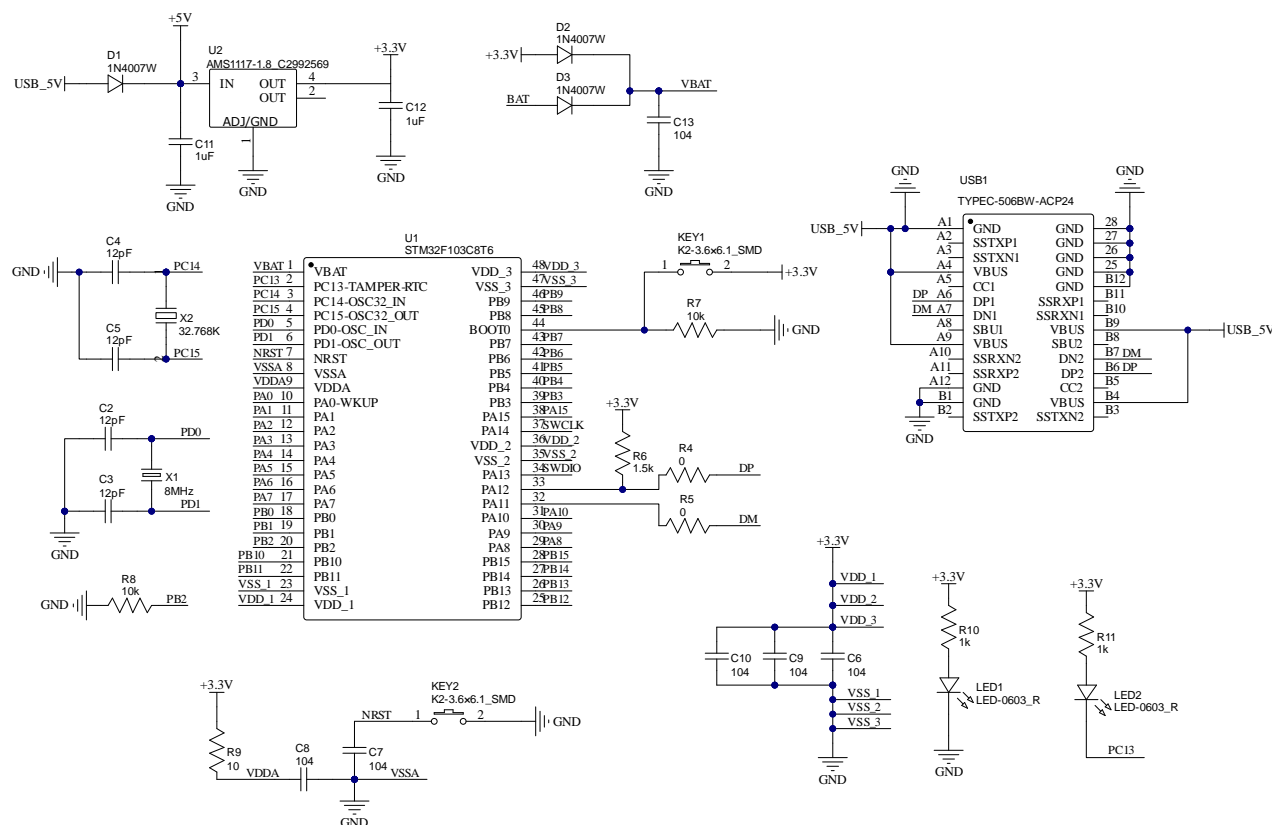 +5V
D1
1N4007W
USB_5V
U2
AMS1117-1.8_C2992569
3 IN OUT 4
OUT 2
ADJ/GND
1
GND
C11
1uF
GND
+3.3V
C12
1uF
GND
D2
1N4007W
+3.3V
D3
1N4007W
BAT
VBAT
C13
104
GND
C4
12pF
GND
PC14
X2
32.768K
C5
12pF
PC15
C2
12pF
PD0
X1
8MHz
C3
12pF
PD1
GND
R8
10k
GND
PB2
U1
STM32F103C8T6
VBAT 1 VBAT
PC13 2 PC13-TAMPER-RTC
PC14 3 PC14-OSC32_IN
PC15 4 PC15-OSC32_OUT
PD0 5 PD0-OSC_IN
PD1 6 PD1-OSC_OUT
NRST 7 NRST
VSSA 8 VSSA
VDDA 9 VDDA
PA0 10 PA0-WKUP
PA1 11 PA1
PA2 12 PA2
PA3 13 PA3
PA4 14 PA4
PA5 15 PA5
PA6 16 PA6
PA7 17 PA7
PB0 18 PB0
PB1 19 PB1
PB2 20 PB2
PB10 21 PB10
PB11 22 PB11
VSS_1 23 VSS_1
VDD_1 24 VDD_1
VDD_3 48 VDD_3
VSS_3 47 VSS_3
PB9 46 PB9
PB8 45 PB8
BOOT0 44
PB7 43 PB7
PB6 42 PB6
PB5 41 PB5
PB4 40 PB4
PB3 39 PB3
PA15 38 PA15
PA14 37 SWCLK
VDD_2 36 VDD_2
VSS_2 35 VSS_2
PA13 34 SWDIO
PA12 33
PA11 32
PA10 31 PA10
PA9 30 PA9
PA8 29 PA8
PB15 28 PB15
PB14 27 PB14
PB13 26 PB13
PB12 25 PB12
KEY1
K2-3.6x6.1_SMD
1 2
+3.3V
R7
10k
GND
+3.3V
R6
1.5k
R4
0
DP
R5
0
DM
USB1
TYPEC-506BW-ACP24
GND
GND
USB_5V
A1 GND
A2 SSTXP1
A3 SSTXN1
A4 VBUS
A5 CC1
DP A6 DP1
DM A7 DN1
A8 SBU1
A9 VBUS
A10 SSRXN2
A11 SSRXP2
A12 GND
B1 GND
B2 SSTXP2
GND
GND 28
GND 27
GND 26
GND 25
GND B12
SSRXP1 B11
SSRXN1 B10
VBUS B9
SBU2 B8
DN2 B7 DM
DP2 B6 DP
CC2 B5
VBUS B4
SSTXN2 B3
USB_5V
+3.3V
VDD_1
VDD_2
VDD_3
C10
104
C9
104
C6
104
VSS_1
VSS_2
VSS_3
GND
+3.3V
R10
1k
LED1
LED-0603_R
GND
+3.3V
R11
1k
LED2
LED-0603_R
PC13
+3.3V
R9
10
VDDA
C8
104
NRST
KEY2
K2-3.6x6.1_SMD
1 2
GND
C7
104
VSSA
GND